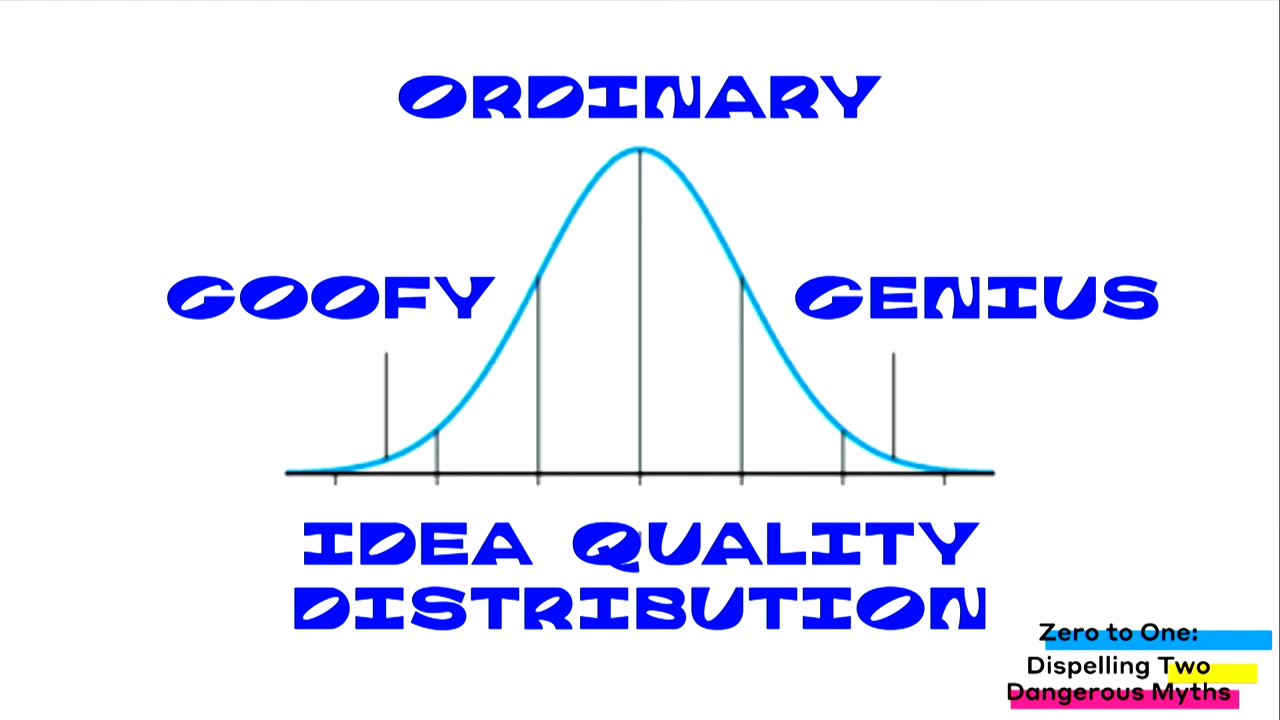 ORDINARY
GOOFY
GENIUS
IDEA QUALITY
DISTRIBUTION
Zero to One:
Dispelling Two
Dangerous Myths